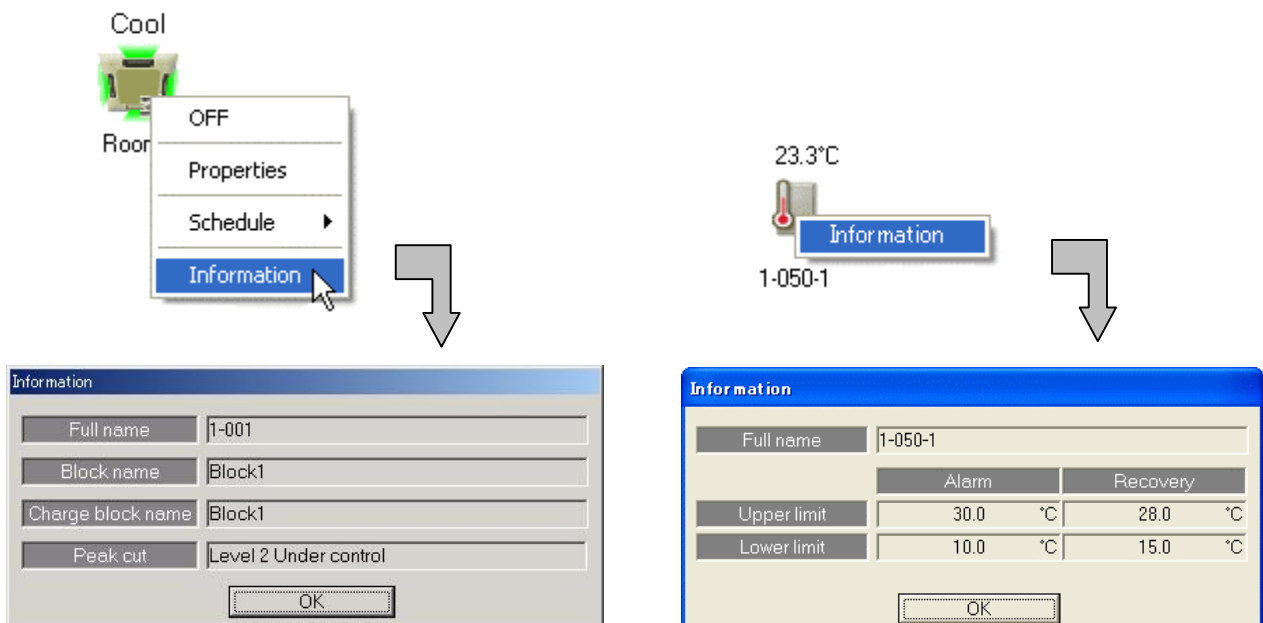 Cool
OFF
Properties
Schedule
Information
23.3°C
Information
1-050-1
Information
Full name 1-001
Block name Block1
Charge block name Block1
Peak cut Level 2 Under control
OK
Information
Full name 1-050-1
Alarm Recovery
Upper limit 30.0 °C 28.0 °C
Lower limit 10.0 °C 15.0 °C
OK